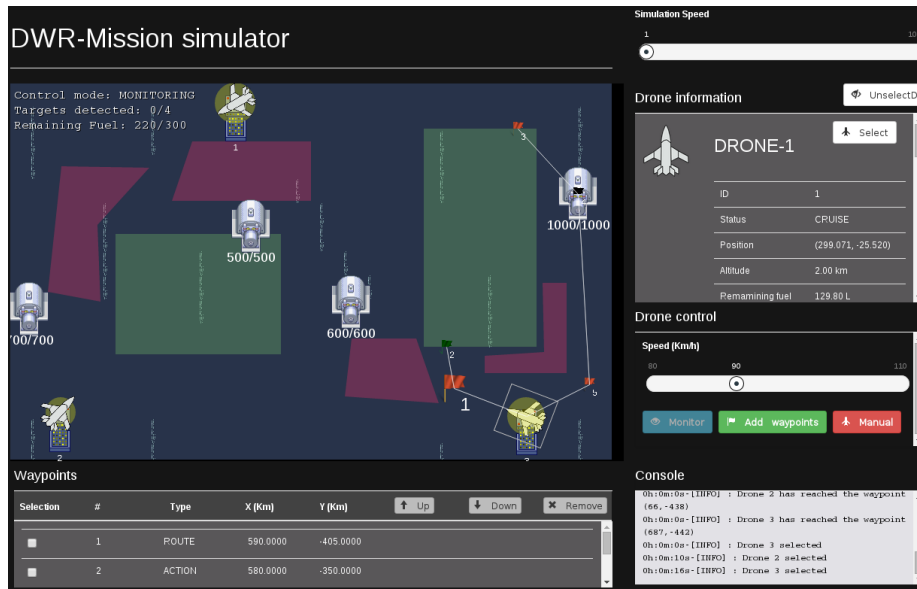 Simulation Speed
DWR-Mission simulator
1
10
Control mode: MONITORING
Targets detected: 0/4
Remaining Fuel: 220/300
Drone information
UnselectD
DRONE-1
Select
ID 1
Status CRUISE
Position (299.071, -25.520)
Altitude 2.00 km
Remamining fuel 129.80 L
1
3
1000/1000
500/500
600/600
00/700
2
1
5
2
3
Drone control
Speed (Km/h)
80 90 110
Monitor Add waypoints Manual
Waypoints
Selection # Type X (Km) Y (Km) Up Down Remove
1 ROUTE 590.0000 -405.0000
2 ACTION 580.0000 -350.0000
Console
0h:0m:0s-[INFO] : Drone 2 has reached the waypoint
(66,-438)
0h:0m:0s-[INFO] : Drone 3 has reached the waypoint
(687,-442)
0h:0m:0s-[INFO] : Drone 3 selected
0h:0m:10s-[INFO] : Drone 2 selected
0h:0m:16s-[INFO] : Drone 3 selected